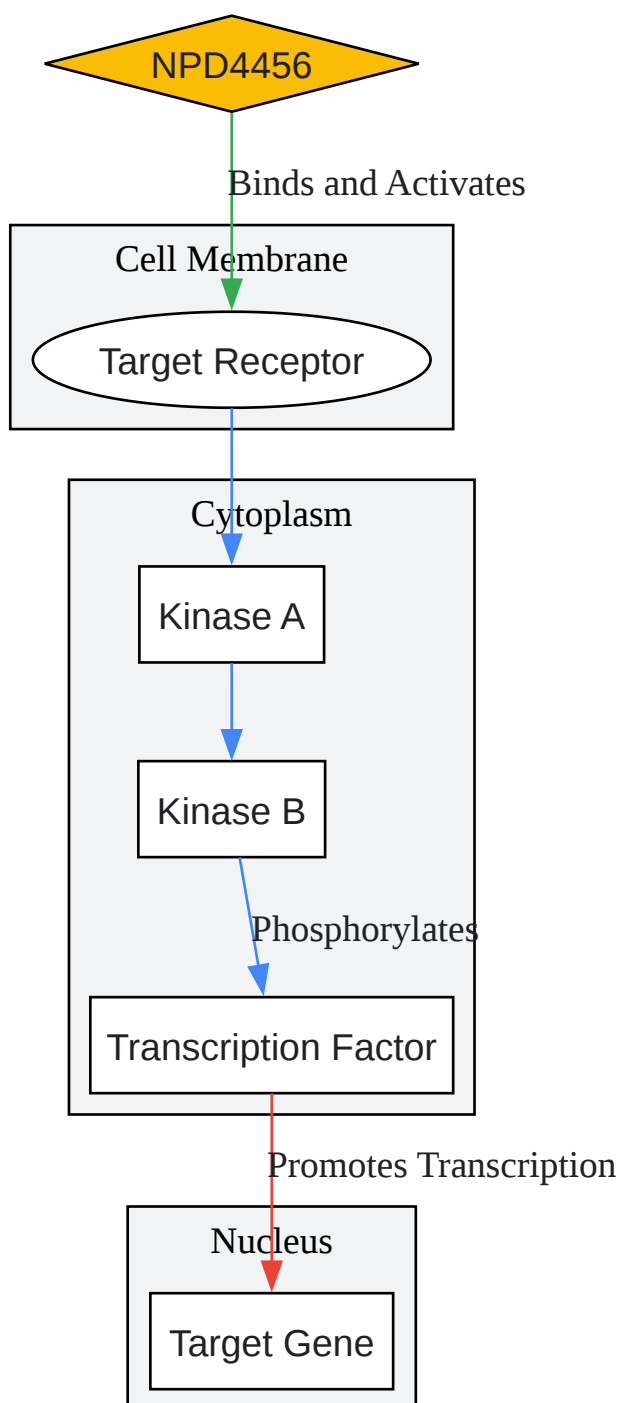 NPD4456
Binds and Activates
Cell Membrane
Target Receptor
Cytoplasm
Kinase A
Kinase B
Phosphorylates
Transcription Factor
Promotes Transcription
Nucleus
Target Gene